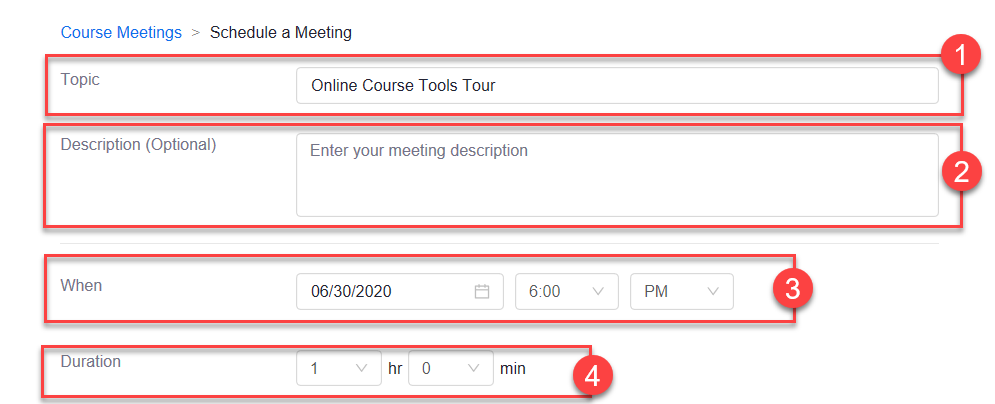 Course Meetings > Schedule a Meeting
1
Topic
Online Course Tools Tour
Description (Optional)
Enter your meeting description
2
When
06/30/2020
6:00
PM
3
Duration
1
hr
0
min
4